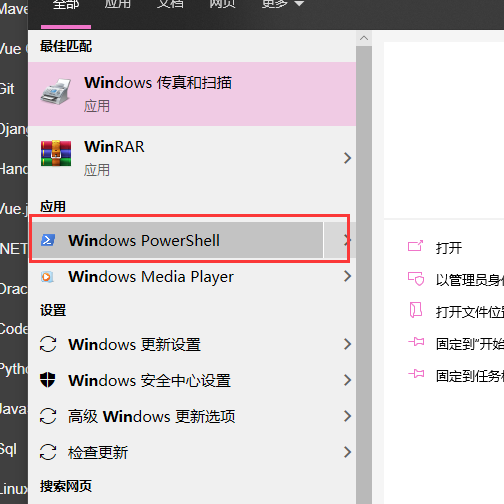 全部 应用 文档 网页 更多
最佳匹配
Windows 传真和扫描
应用
WinRAR
应用
应用
Windows PowerShell
Windows Media Player
设置
Windows 更新设置
Windows 安全中心设置
高级 Windows 更新选项
检查更新
搜索网页
打开
以管理员身
打开文件位
固定到"开始
固定到任务
Mave
Vue
Git
Djan
Hand
Vue.j
.NET
Orac
Code
Pytho
Java
Sql
Linux